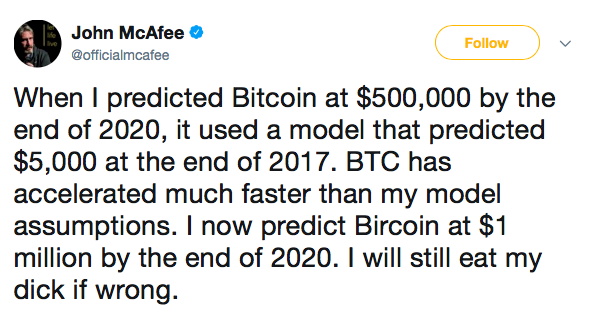 John McAfee
@officialmcafee
Follow
When I predicted Bitcoin at $500,000 by the
end of 2020, it used a model that predicted
$5,000 at the end of 2017. BTC has
accelerated much faster than my model
assumptions. I now predict Bircoin at $1
million by the end of 2020. I will still eat my
dick if wrong.